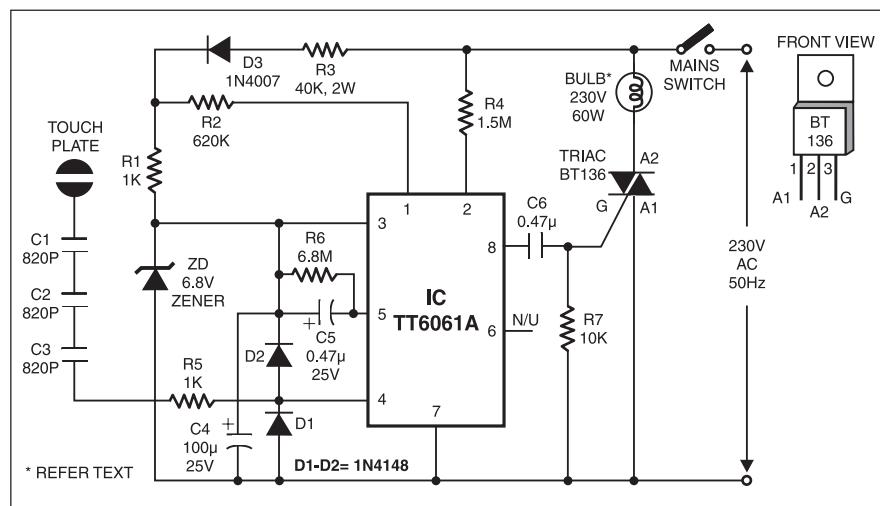 D3
1N4007
R3
40K, 2W
MAINS
SWITCH
FRONT VIEW
BULB*
230V
60W
R4
1.5M
R2
620K
TOUCH
PLATE
BT
136
1 2 3
A1
A2
G
TRIAC
BT136
A2
G
A1
R1
1K
C1
820P
C2
820P
C3
820P
ZD
6.8V
ZENER
R6
6.8M
1
2
3
8
5
6
4
7
IC
TT6061A
C6
0.47µ
N/U
R7
10K
230V
AC
50Hz
+
C5
0.47µ
25V
D2
R5
1K
+
C4
100µ
25V
D1
D1-D2= 1N4148
* REFER TEXT